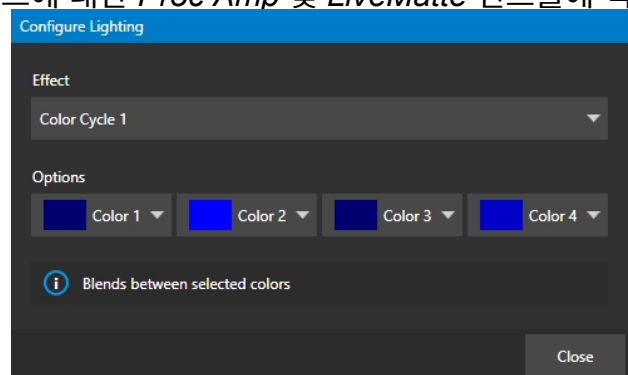 Configure Lighting
Effect
Color Cycle 1
Options
Color 1 Color 2 Color 3 Color 4
Blends between selected colors
Close